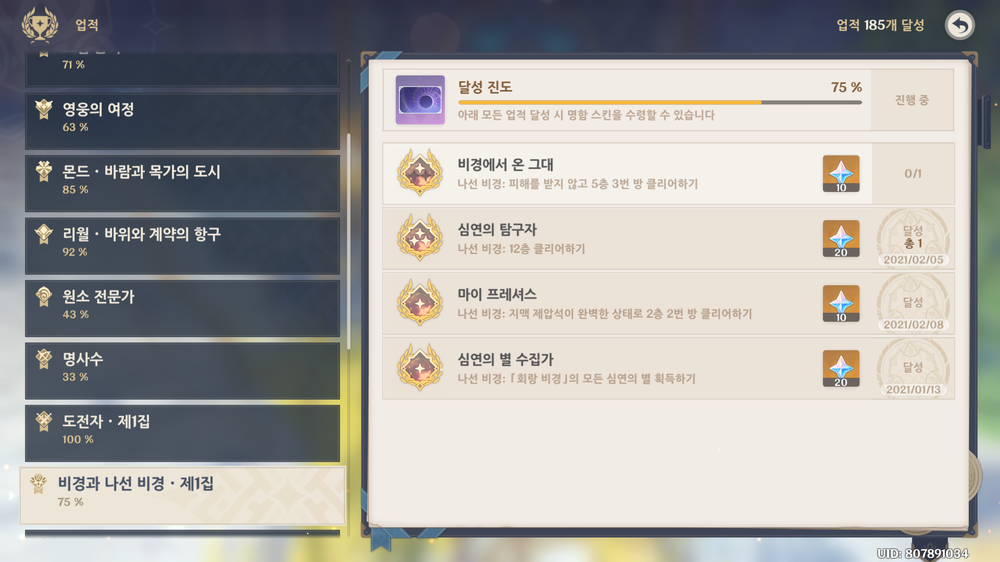 업적
업적 185개 달성
71 %
영웅의 여정
63 %
몬드 · 바람과 목가의 도시
85 %
리월 · 바위와 계약의 항구
92 %
원소 전문가
43 %
명사수
33 %
도전자 · 제1집
100 %
비경과 나선 비경 · 제1집
75 %
달성 진도
75 %
아래 모든 업적 달성 시 명함 스킨을 수령할 수 있습니다
진행 중
비경에서 온 그대
나선 비경: 피해를 받지 않고 5층 3번 방 클리어하기
10
0/1
심연의 탐구자
나선 비경: 12층 클리어하기
20
달성
총 1
2021/02/05
마이 프레셔스
나선 비경: 지맥 제압석이 완벽한 상태로 2층 2번 방 클리어하기
10
달성
2021/02/08
심연의 별 수집가
나선 비경: 「회랑 비경」의 모든 심연의 별 획득하기
20
달성
2021/01/13
UID: 807891034